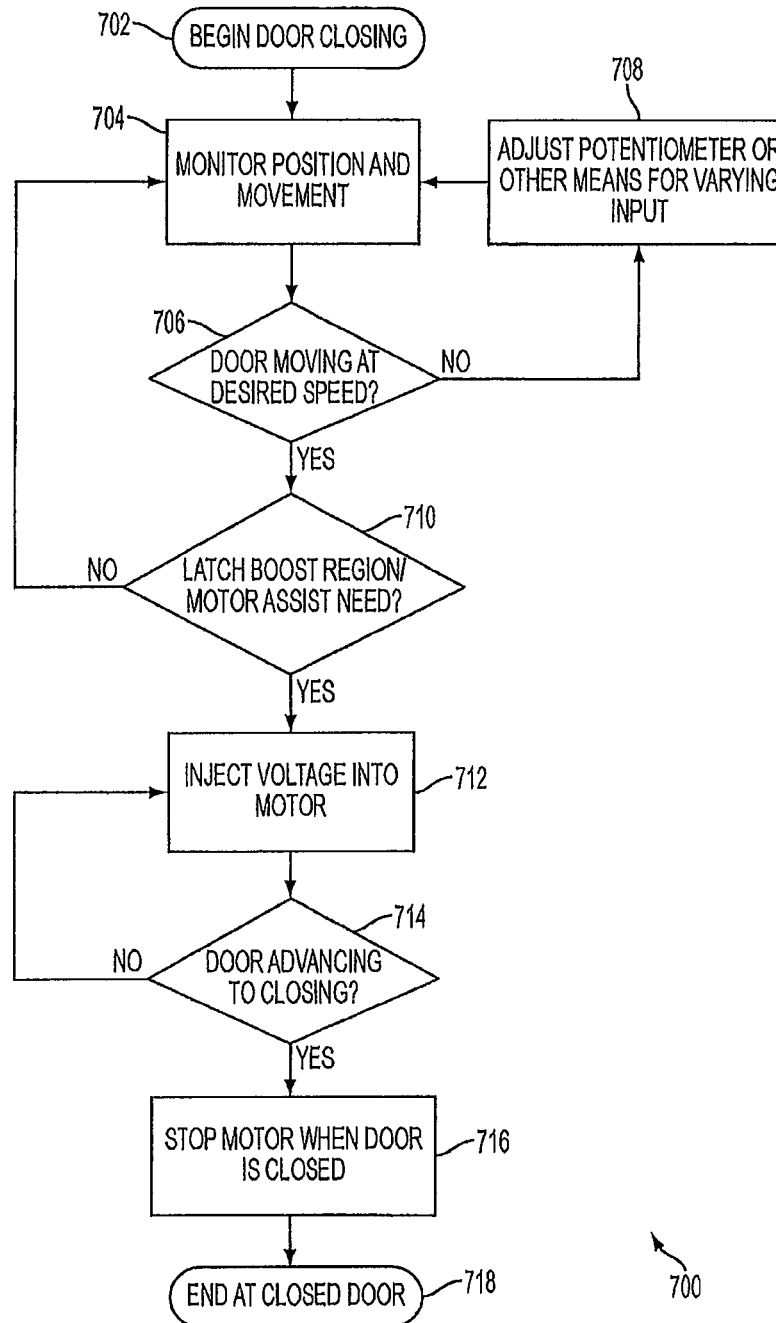 702
BEGIN DOOR CLOSING
704
MONITOR POSITION AND
MOVEMENT
708
ADJUST POTENTIOMETER OR
OTHER MEANS FOR VARYING
INPUT
706
DOOR MOVING AT
DESIRED SPEED?
NO
YES
710
LATCH BOOST REGION/
MOTOR ASSIST NEED?
NO
YES
INJECT VOLTAGE INTO
MOTOR
712
714
DOOR ADVANCING
TO CLOSING?
NO
YES
STOP MOTOR WHEN DOOR
IS CLOSED
716
END AT CLOSED DOOR
718
700